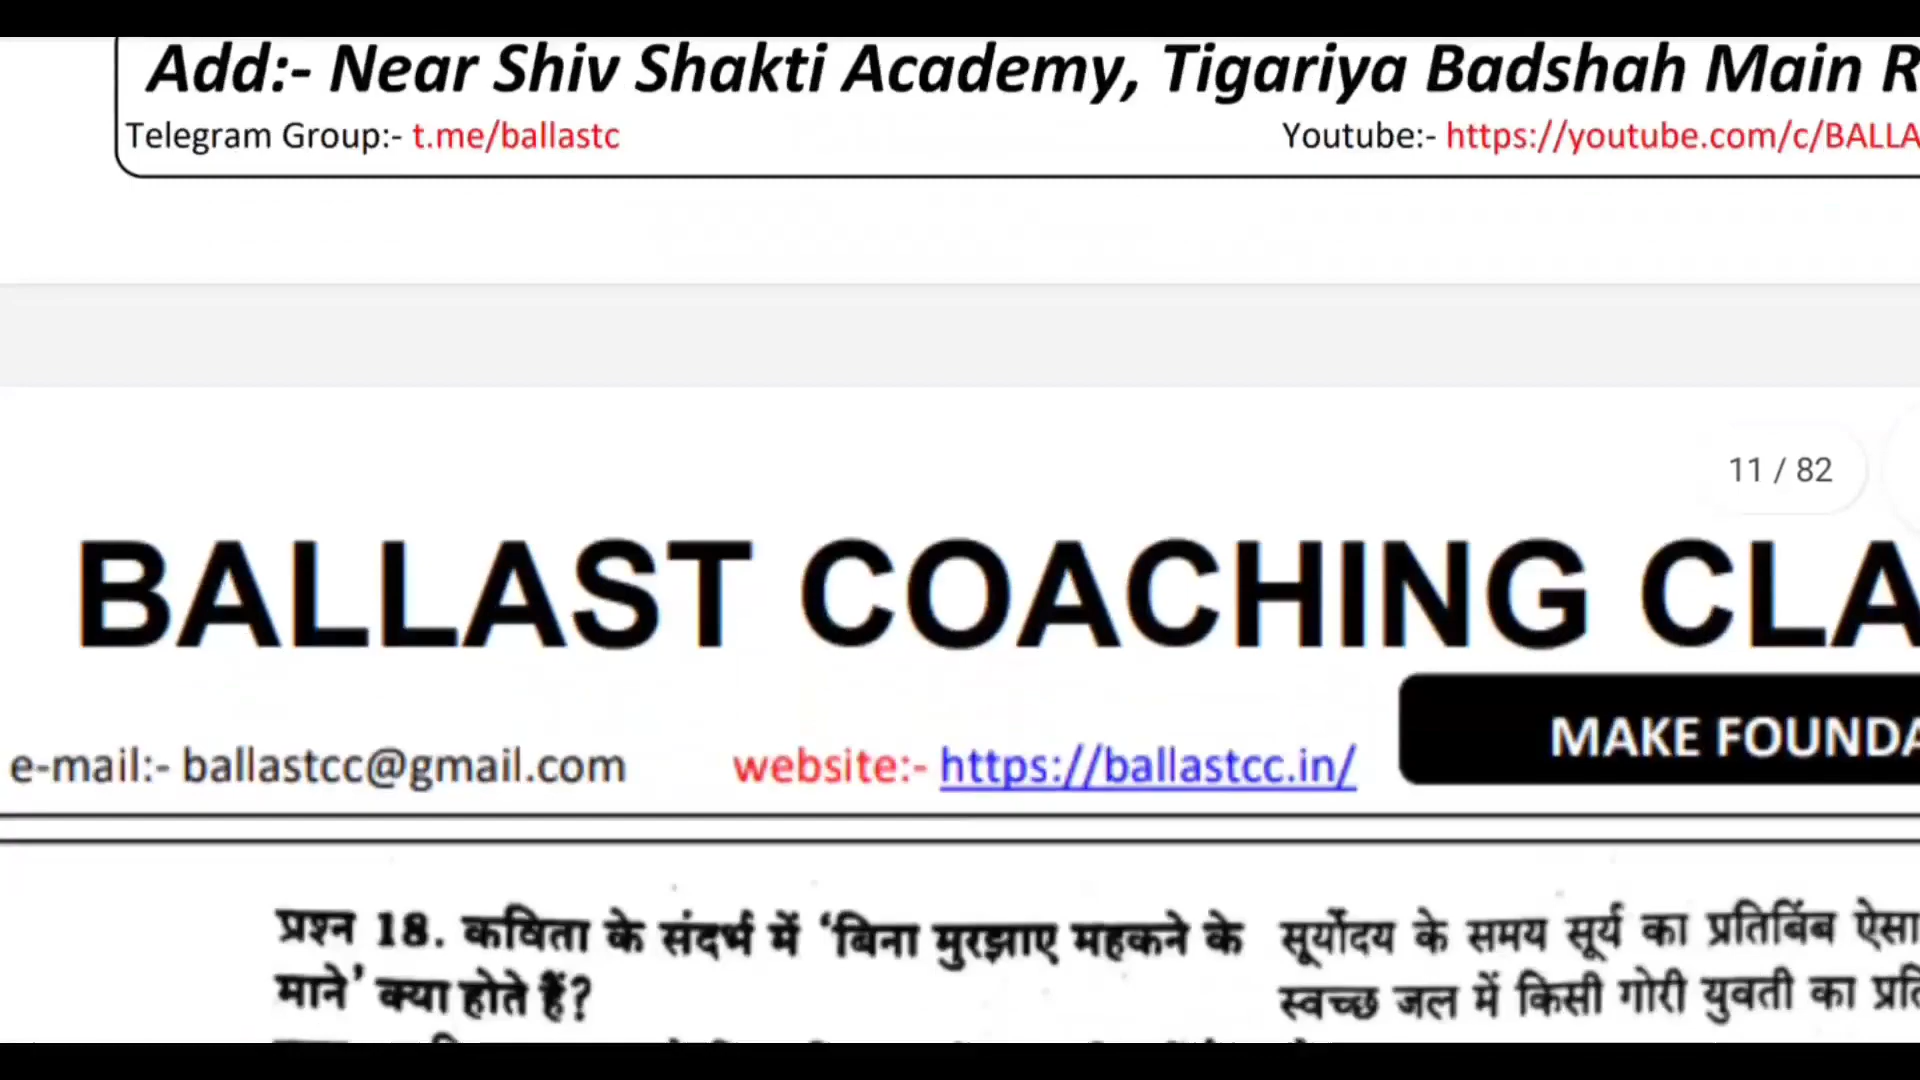 Add:- Near Shiv Shakti Academy, Tigariya Badshah Main
Telegram Group:- t.me/ballastc
Youtube:- https://youtube.com/c/BALLA
11 / 82
BALLAST COACHING CLA
MAKE FOUNDA
e-mail:- ballastcc@gmail.com website:- https://ballastcc.in/
प्रश्न 18. कविता के संदर्भ में ‘बिना मुरझाए महकने के
माने’ क्या होते हैं?
सूर्योदय के समय सूर्य का प्रतिबिंब ऐसा
स्वच्छ जल में किसी गोरी युवती का